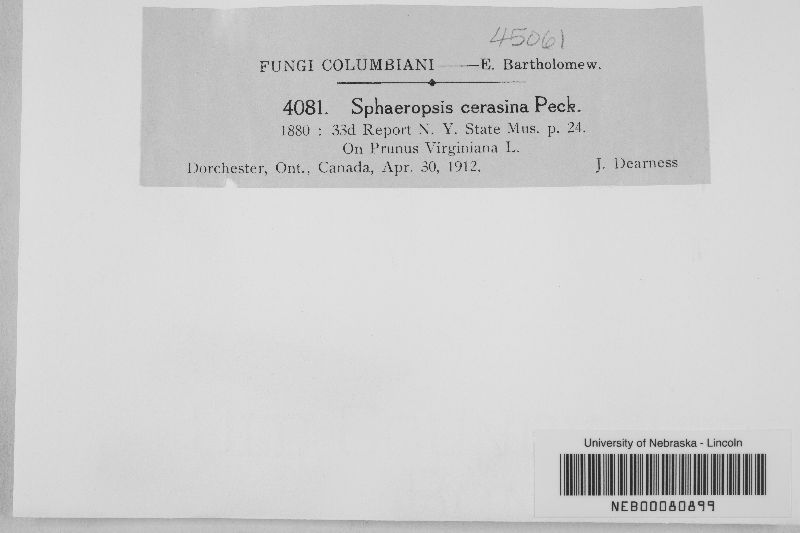 45061
FUNGI COLUMBIANI —— E. Bartholomew.
4081. Sphaeropsis cerasina Peck.
1880 : 33d Report N. Y. State Mus. p. 24.
On Prunus Virginiana L.
Dorchester, Ont., Canada, Apr. 30, 1912. J. Dearness
University of Nebraska - Lincoln
NEB00080899